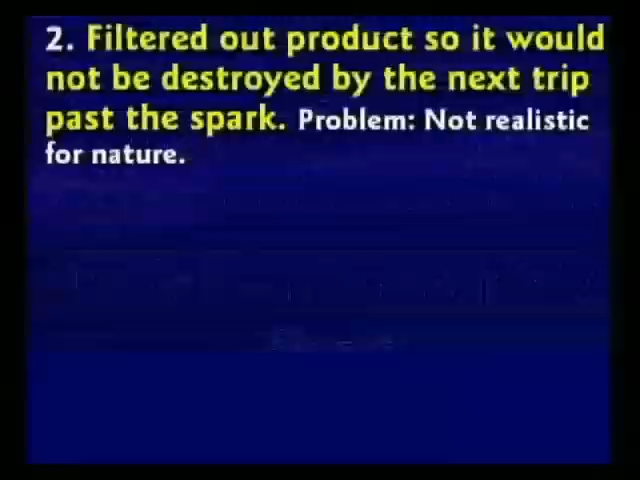 2. Filtered out product so it would
not be destroyed by the next trip
past the spark. Problem: Not realistic
for nature.